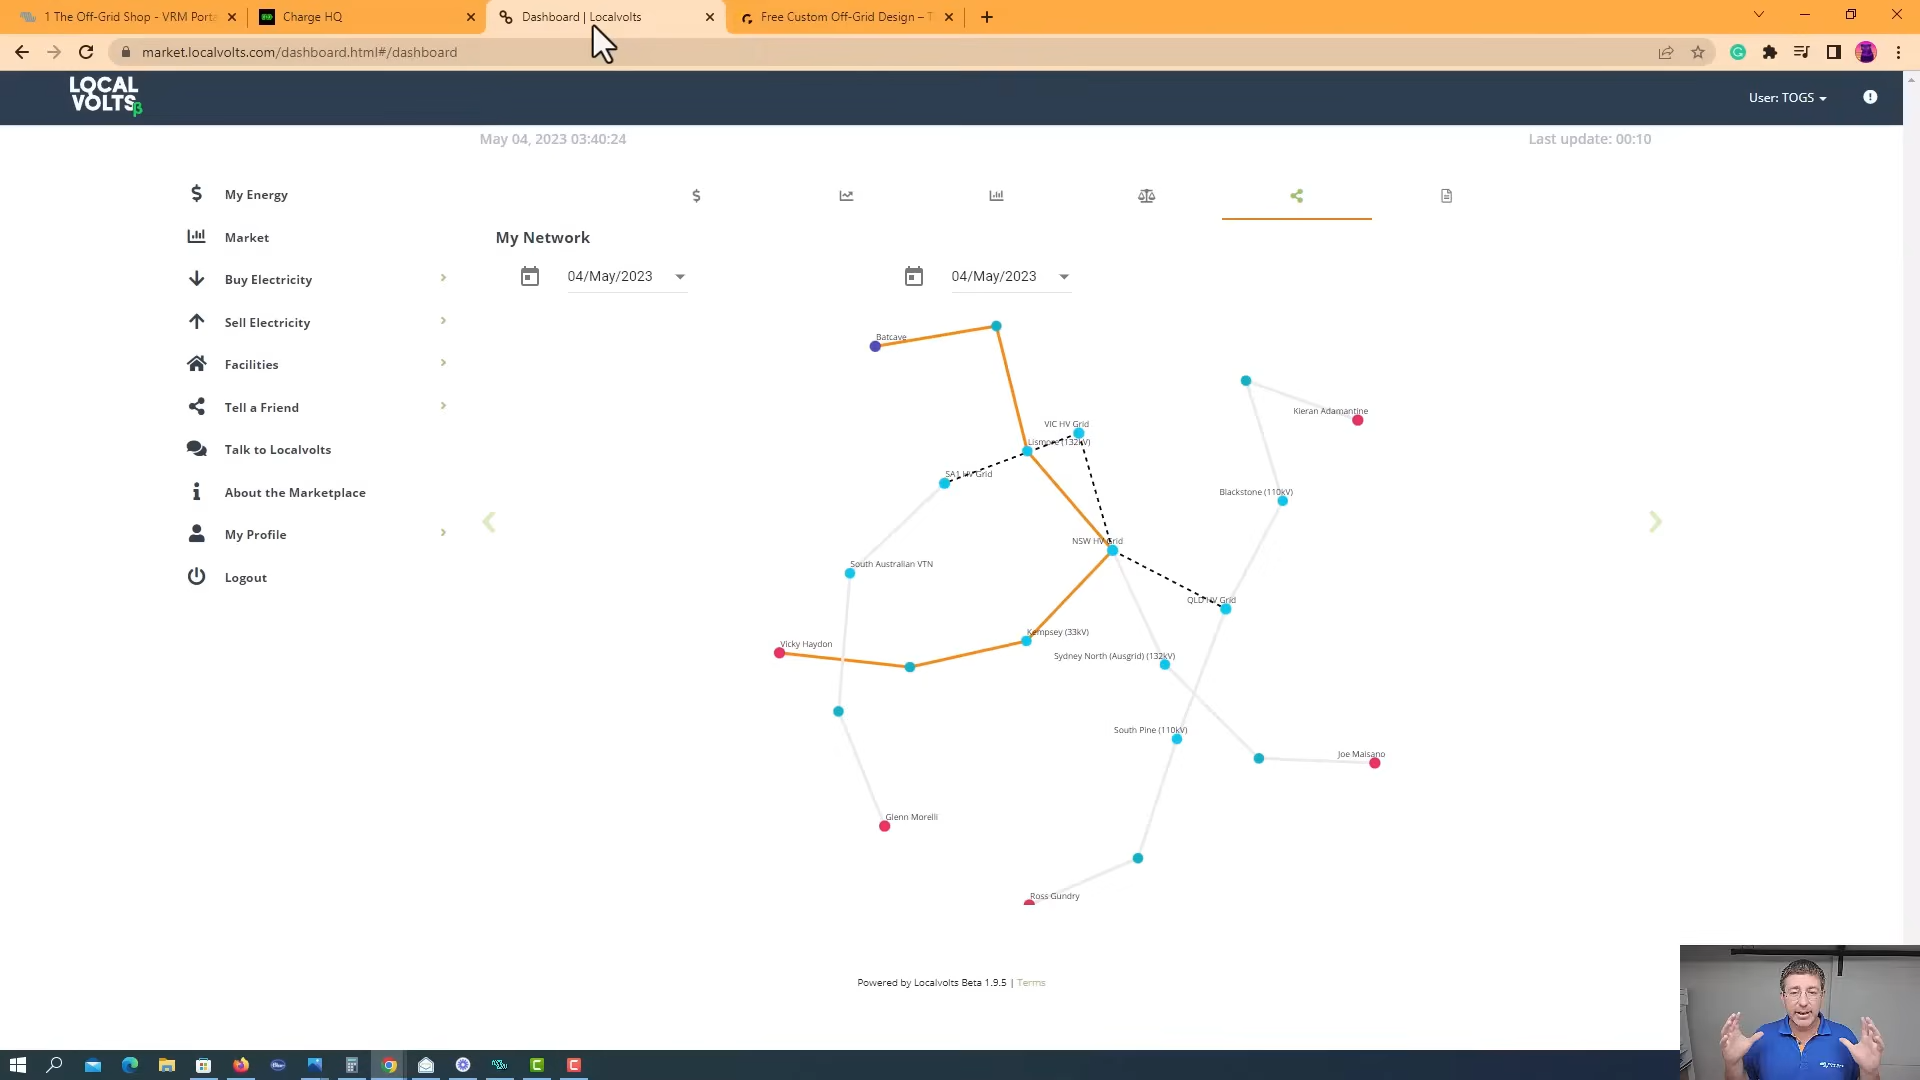 1 The Off-Grid Shop - VRM Porta
Charge HQ
Dashboard | Localvolts
Free Custom Off-Grid Design – T
market.localvolts.com/dashboard.html#/dashboard
LOCAL
VOLTSβ
User: TOGS
May 04, 2023 03:40:24
Last update: 00:10
My Energy
Market
Buy Electricity
Sell Electricity
Facilities
Tell a Friend
Talk to Localvolts
About the Marketplace
My Profile
Logout
My Network
04/May/2023
04/May/2023
Batcave
Kieran Adamantine
VIC HV Grid
Lismore (132kV)
SA1 HV Grid
Blackstone (110kV)
NSW HV Grid
South Australian VTN
QLD HV Grid
Kempsey (33kV)
Vicky Haydon
Sydney North (Ausgrid) (132kV)
South Pine (110kV)
Joe Maisano
Glenn Morelli
Ross Gundry
Powered by Localvolts Beta 1.9.5 | Terms